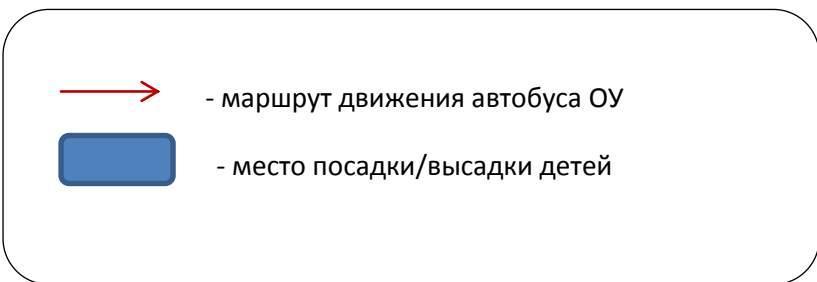 - маршрут движения автобуса ОУ
- место посадки/высадки детей